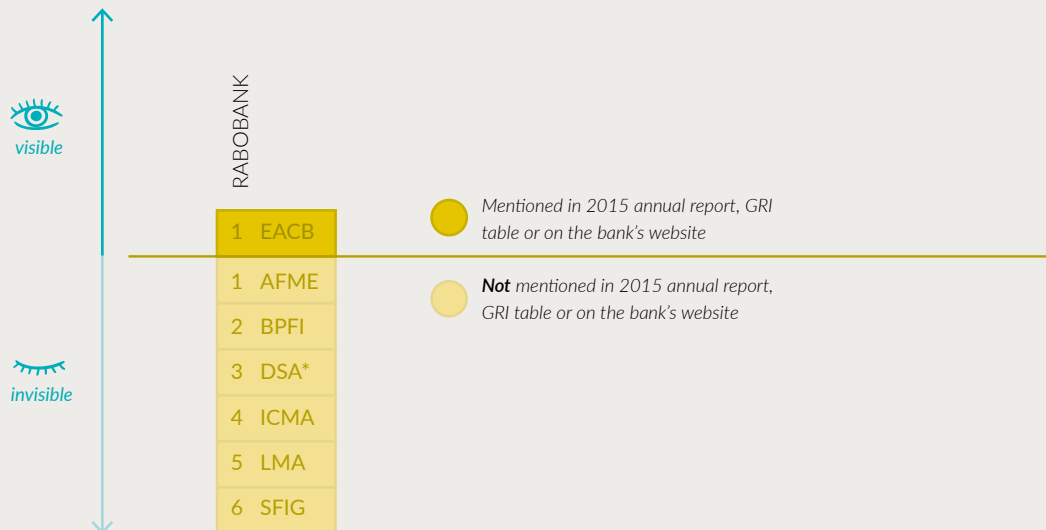 RABOBANK
visible
Mentioned in 2015 annual report, GRI
table or on the bank's website
1 EACB
Not mentioned in 2015 annual report,
GRI table or on the bank's website
1 AFME
2 BPFI
3 DSA*
invisible
4 ICMA
5 LMA
6 SFIG